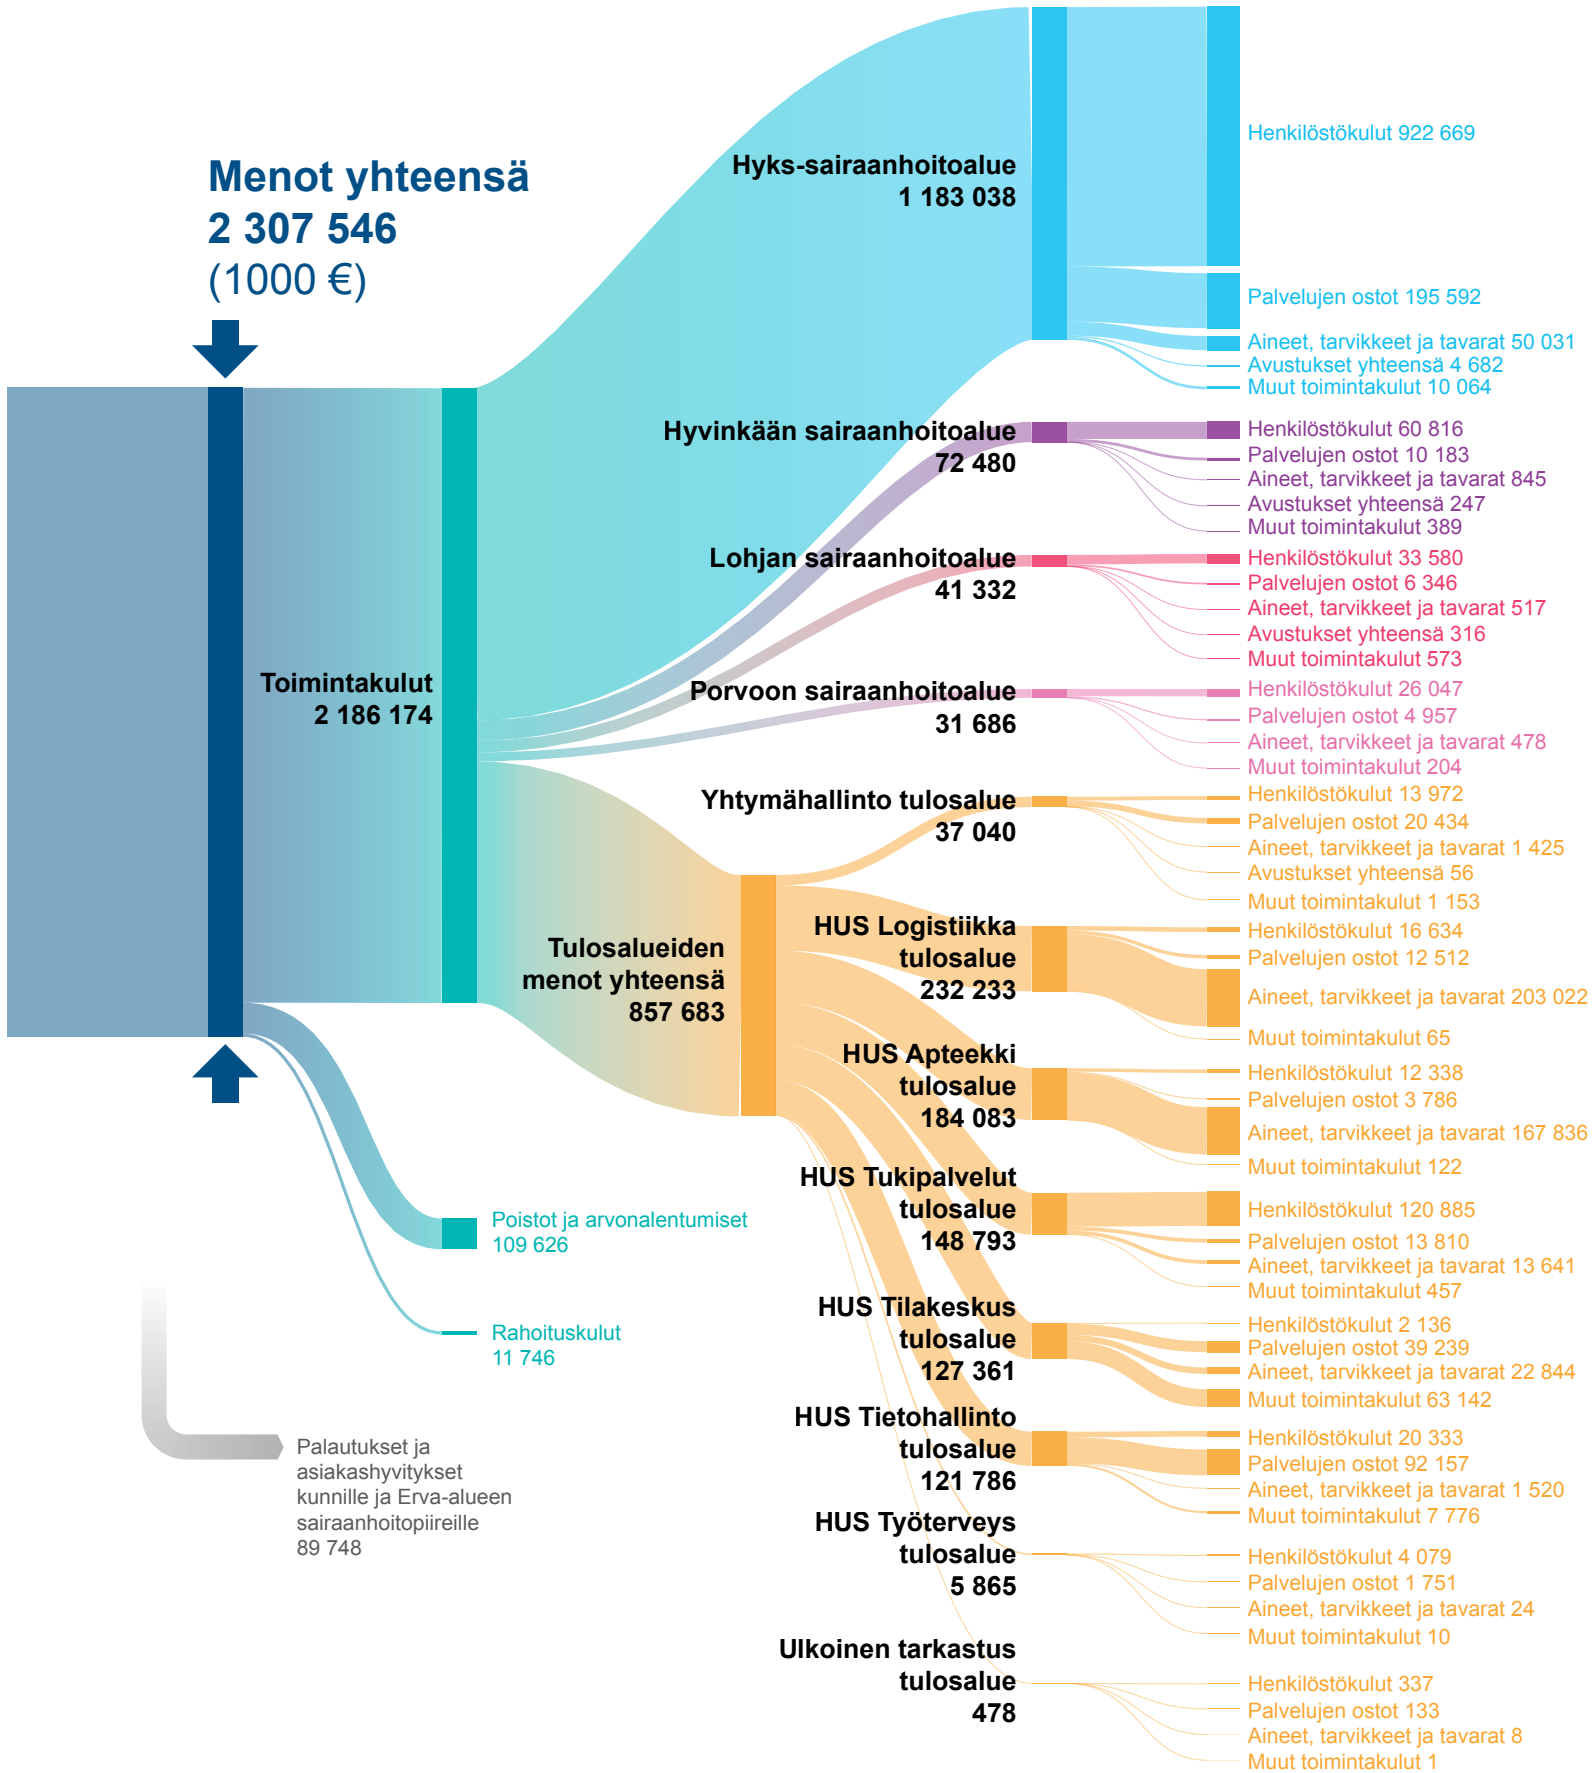 Menot yhteensä
2 307 546
(1000 €)
Toimintakulut
2 186 174
Poistot ja arvonalentumiset
109 626
Rahoituskulut
11 746
Palautukset ja
asiakashyvitykset
kunnille ja Erva-alueen
sairaanhoitopiireille
89 748
Tulosalueiden
menot yhteensä
857 683
Hyks-sairaanhoitoalue
1 183 038
Henkilöstökulut 922 669
Palvelujen ostot 195 592
Aineet, tarvikkeet ja tavarat 50 031
Avustukset yhteensä 4 682
Muut toimintakulut 10 064
Hyvinkään sairaanhoitoalue
72 480
Henkilöstökulut 60 816
Palvelujen ostot 10 183
Aineet, tarvikkeet ja tavarat 845
Avustukset yhteensä 247
Muut toimintakulut 389
Lohjan sairaanhoitoalue
41 332
Henkilöstökulut 33 580
Palvelujen ostot 6 346
Aineet, tarvikkeet ja tavarat 517
Avustukset yhteensä 316
Muut toimintakulut 573
Porvoon sairaanhoitoalue
31 686
Henkilöstökulut 26 047
Palvelujen ostot 4 957
Aineet, tarvikkeet ja tavarat 478
Muut toimintakulut 204
Yhtymähallinto tulosalue
37 040
Henkilöstökulut 13 972
Palvelujen ostot 20 434
Aineet, tarvikkeet ja tavarat 1 425
Avustukset yhteensä 56
Muut toimintakulut 1 153
HUS Logistiikka
tulosalue
232 233
Henkilöstökulut 16 634
Palvelujen ostot 12 512
Aineet, tarvikkeet ja tavarat 203 022
Muut toimintakulut 65
HUS Apteekki
tulosalue
184 083
Henkilöstökulut 12 338
Palvelujen ostot 3 786
Aineet, tarvikkeet ja tavarat 167 836
Muut toimintakulut 122
HUS Tukipalvelut
tulosalue
148 793
Henkilöstökulut 120 885
Palvelujen ostot 13 810
Aineet, tarvikkeet ja tavarat 13 641
Muut toimintakulut 457
HUS Tilakeskus
tulosalue
127 361
Henkilöstökulut 2 136
Palvelujen ostot 39 239
Aineet, tarvikkeet ja tavarat 22 844
Muut toimintakulut 63 142
HUS Tietohallinto
tulosalue
121 786
Henkilöstökulut 20 333
Palvelujen ostot 92 157
Aineet, tarvikkeet ja tavarat 1 520
Muut toimintakulut 7 776
HUS Työterveys
tulosalue
5 865
Henkilöstökulut 4 079
Palvelujen ostot 1 751
Aineet, tarvikkeet ja tavarat 24
Muut toimintakulut 10
Ulkoinen tarkastus
tulosalue
478
Henkilöstökulut 337
Palvelujen ostot 133
Aineet, tarvikkeet ja tavarat 8
Muut toimintakulut 1